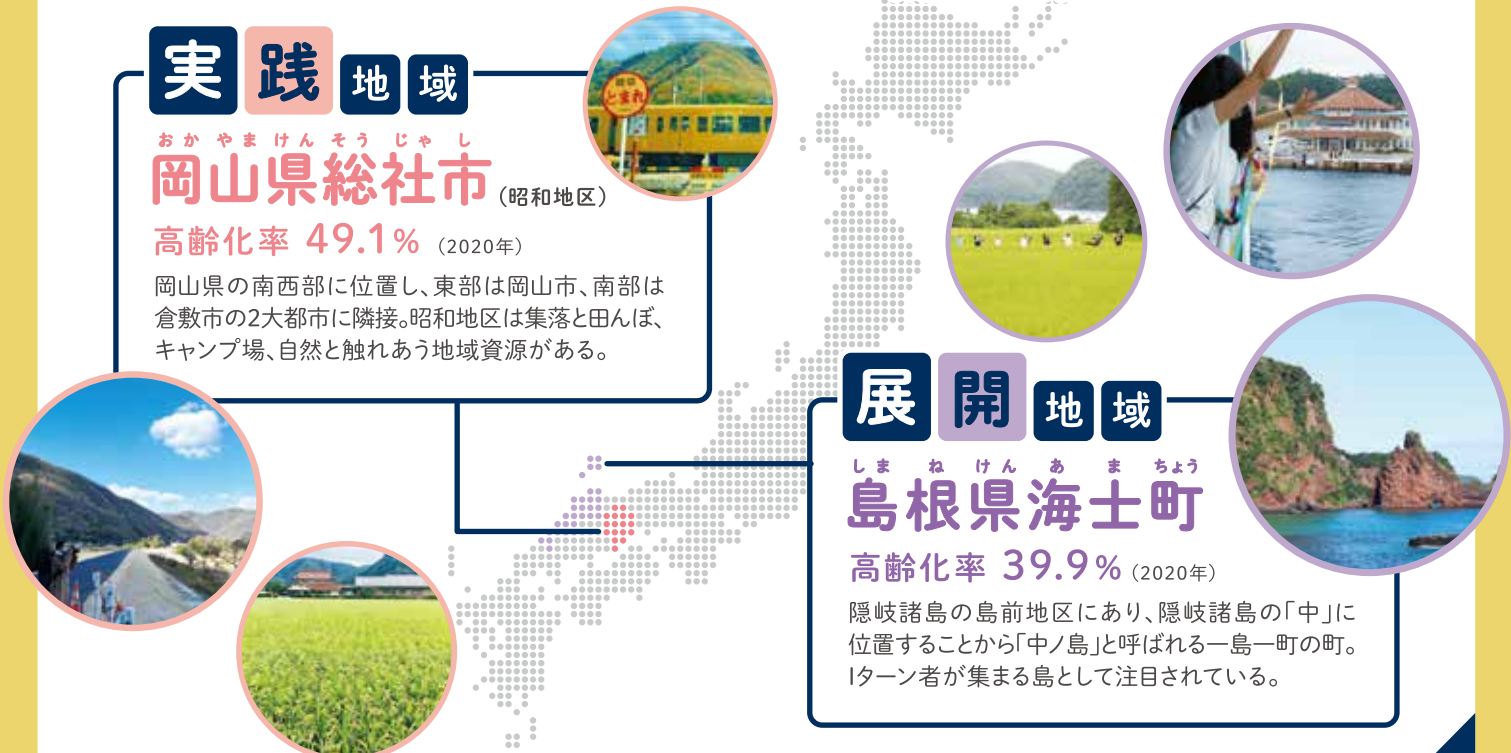 実践地域
おかやまけんそうじゃし
岡山県総社市(昭和地区)
高齢化率 49.1%(2020年)
岡山県の南西部に位置し、東部は岡山市、南部は
倉敷市の2大都市に隣接。昭和地区は集落と田んぼ、
キャンプ場、自然と触れあう地域資源がある。
とまれ
展開地域
しまねけんあまちょう
島根県海士町
高齢化率 39.9%(2020年)
隠岐諸島の島前地区にあり、隠岐諸島の「中」に
位置することから「中ノ島」と呼ばれる一島一町の町。
Iターン者が集まる島として注目されている。